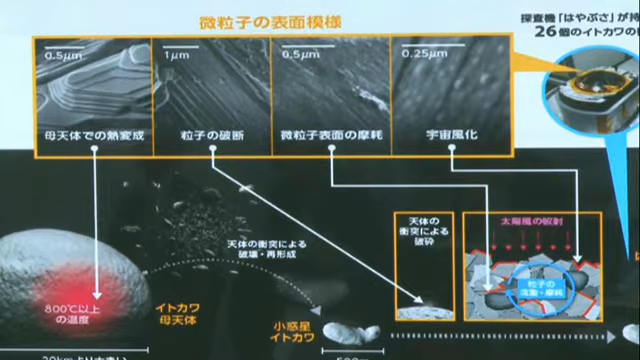 微粒子の表面模様
探査機「はやぶさ」が持
26個のイトカワの
0.5μm
1μm
0.5μm
0.25μm
母天体での熱変成
粒子の破断
微粒子表面の摩耗
宇宙風化
天体の
衝突による
破砕
太陽風の放射
天体の衝突による
破壊・再形成
粒子の
流動・摩耗
800℃以上
の温度
イトカワ
母天体
小惑星
イトカワ